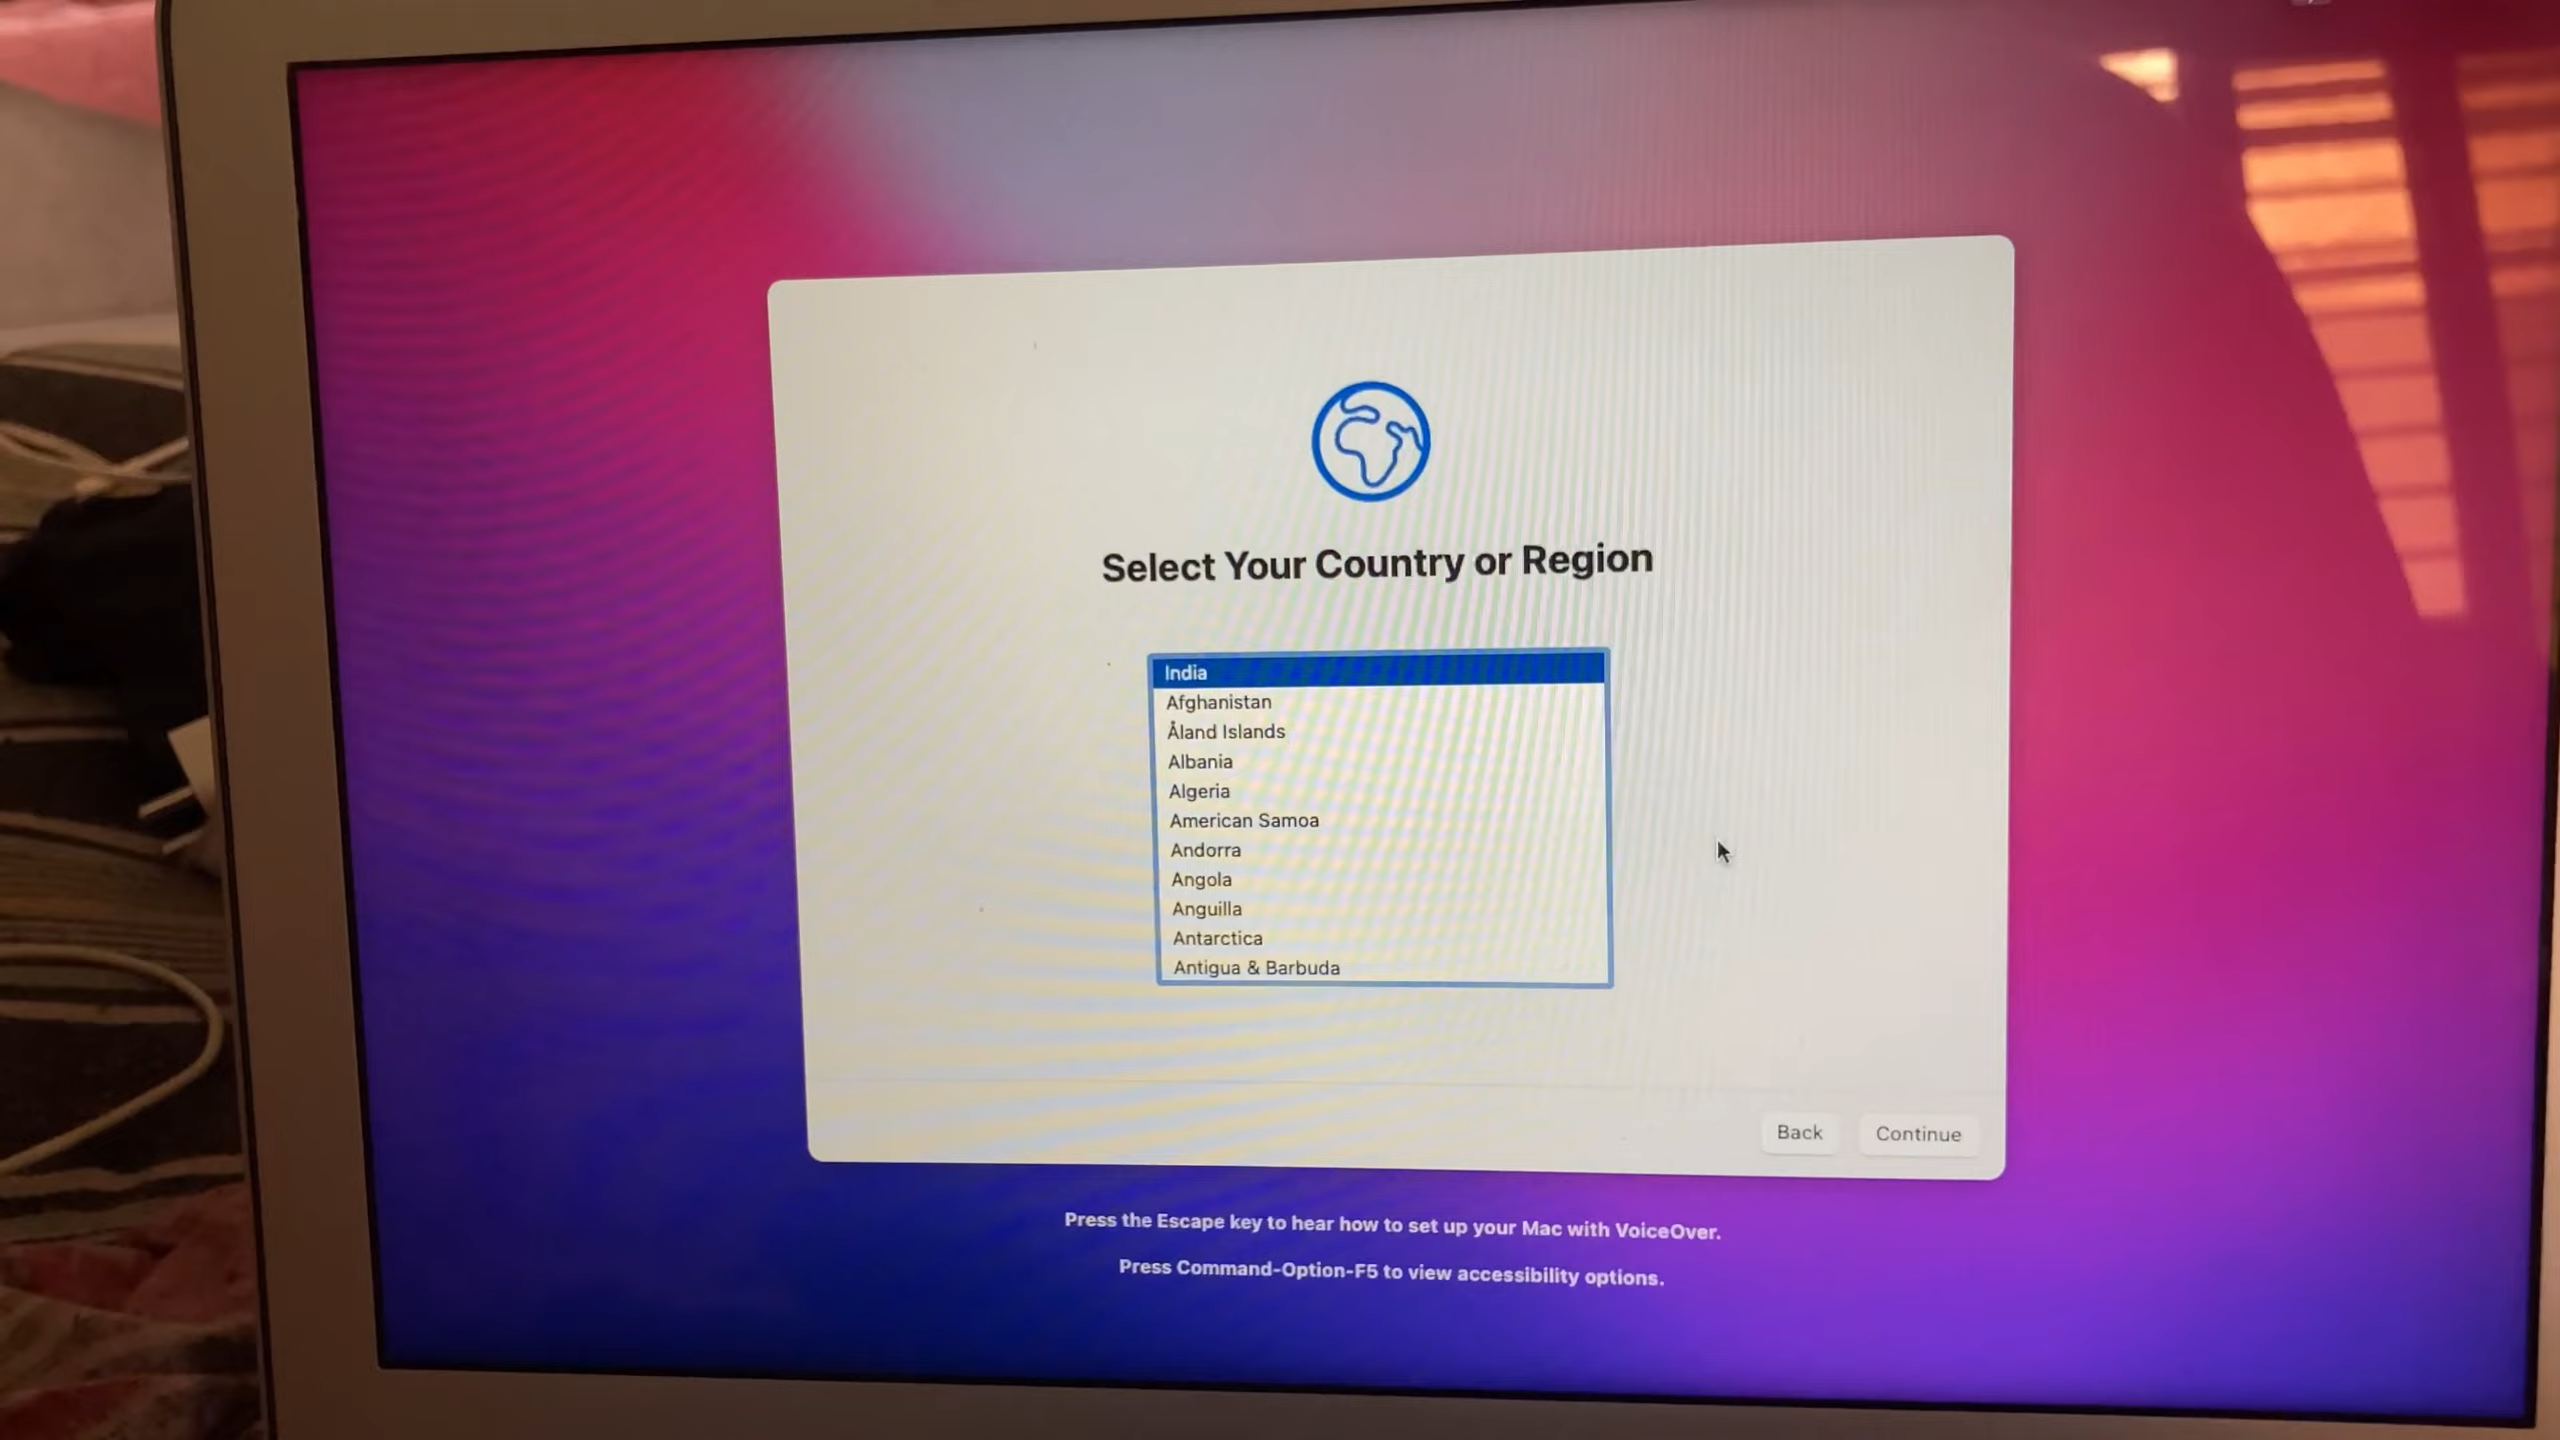 Select Your Country or Region
India
Afghanistan
Åland Islands
Albania
Algeria
American Samoa
Andorra
Angola
Anguilla
Antarctica
Antigua & Barbuda
Back
Continue
Press the Escape key to hear how to set up your Mac with VoiceOver.
Press Command-Option-F5 to view accessibility options.